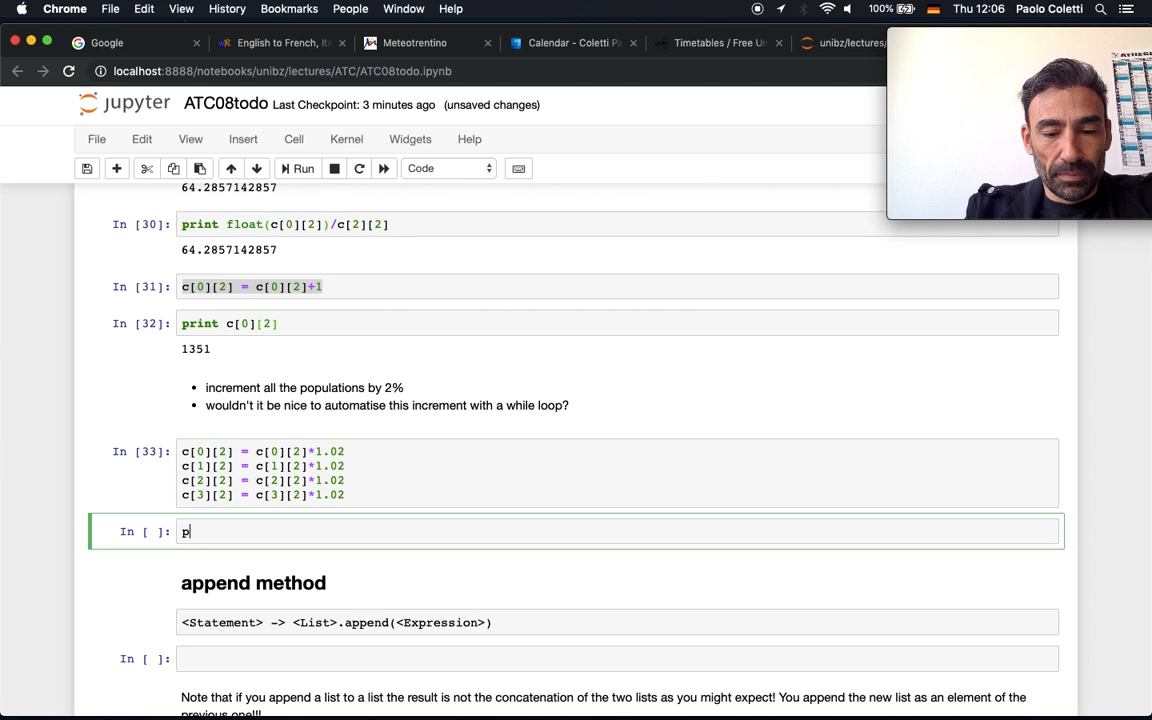 Chrome File Edit View History Bookmarks People Window Help 100% Thu 12:06 Paolo Coletti
Google English to French, Ita Meteotrentino Calendar - Coletti Pa Timetables / Free Un unibz/lectures/
localhost:8888/notebooks/unibz/lectures/ATC/ATC08todo.ipynb
jupyter ATC08todo Last Checkpoint: 3 minutes ago (unsaved changes)
File Edit View Insert Cell Kernel Widgets Help
Run Code
64.2857142857
In [30]: print float(c[0][2])/c[2][2]
64.2857142857
In [31]: c[0][2] = c[0][2]+1
In [32]: print c[0][2]
1351
• increment all the populations by 2%
• wouldn't it be nice to automatise this increment with a while loop?
In [33]: c[0][2] = c[0][2]*1.02
c[1][2] = c[1][2]*1.02
c[2][2] = c[2][2]*1.02
c[3][2] = c[3][2]*1.02
In [ ]: p
append method
<Statement> -> <List>.append(<Expression>)
In [ ]:
Note that if you append a list to a list the result is not the concatenation of the two lists as you might expect! You append the new list as an element of the
previous one!!!